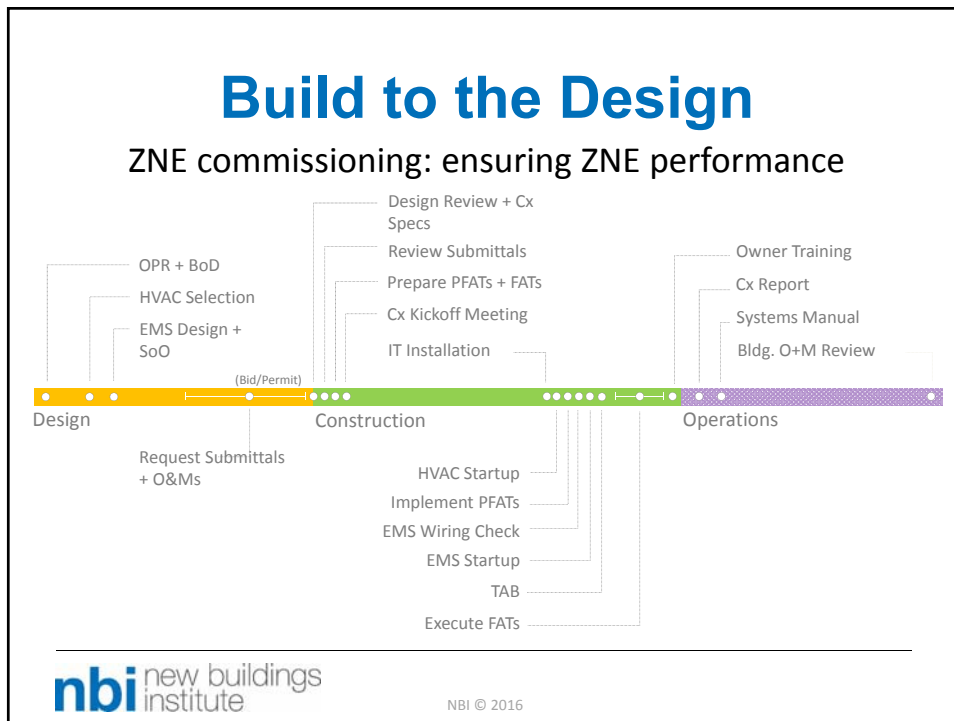 Build to the Design
ZNE commissioning: ensuring ZNE performance
OPR + BoD
HVAC Selection
EMS Design +
SoO
Design Review + Cx
Specs
Review Submittals
Prepare PFATs + FATs
Cx Kickoff Meeting
IT Installation
Owner Training
Cx Report
Systems Manual
Bldg. O+M Review
(Bid/Permit)
Design
Construction
Operations
Request Submittals
+ O&Ms
HVAC Startup
Implement PFATs
EMS Wiring Check
EMS Startup
TAB
Execute FATs
nbi new buildings
institute
NBI © 2016